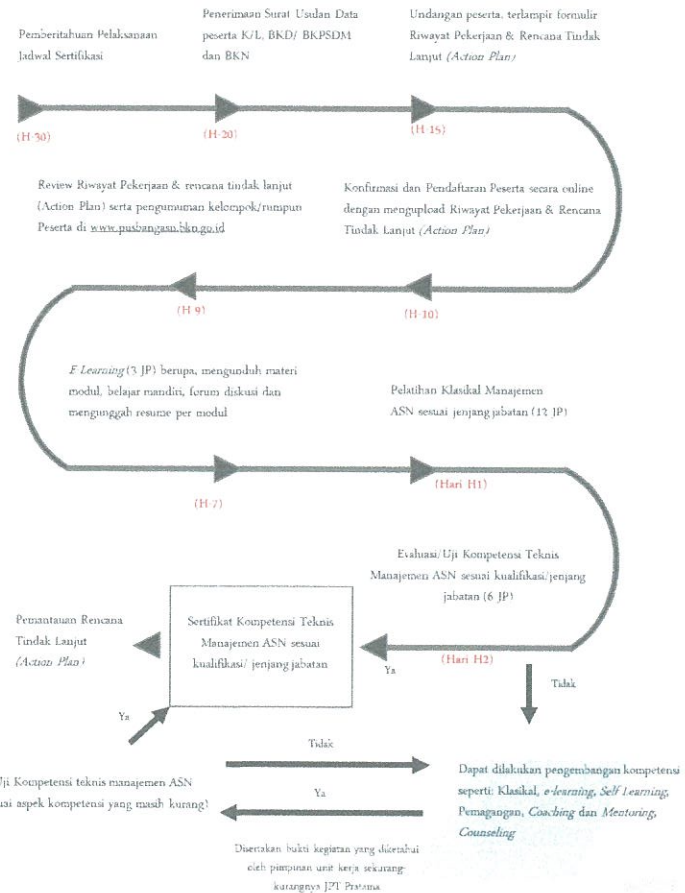 Pemberitahuan Pelaksanaan
Jadwal Sertifikasi
Penerimaan Surat Usulan Data
peserta K/L, BKD/ BKPSDM
dan BKN
Undangan peserta, terlampir formulir
Riwayat Pekerjaan & Rencana Tindak
Lanjut (Action Plan)
(H-30)
(H-20)
(H-15)
Review Riwayat Pekerjaan & rencana tindak lanjut
(Action Plan) serta pengumuman kelompok/rumpun
Peserta di www.pusbangasn.bkn.go.id
Konfirmasi dan Pendaftaran Peserta secara online
dengan mengupload Riwayat Pekerjaan & Rencana
Tindak Lanjut (Action Plan)
(H-9)
(H-10)
E Learning (3 JP) berupa, mengunduh materi
modul, belajar mandiri, forum diskusi dan
mengunggah resume per modul
Pelatihan Klasikal Manajemen
ASN sesuai jenjang jabatan (12 JP)
(H-7)
(Hari H1)
Evaluasi/Uji Kompetensi Teknis
Manajemen ASN sesuai kualifikasi/jenjang
jabatan (6 JP)
Pemantauan Rencana
Tindak Lanjut
(Action Plan)
Sertifikat Kompetensi Teknis
Manajemen ASN sesuai
kualifikasi/ jenjang jabatan
Ya
(Hari H2)
Tidak
Ya
Tidak
Uji Kompetensi teknis manajemen ASN
uai aspek kompetensi yang masih kurang)
Ya
Dapat dilakukan pengembangan kompetensi
seperti: Klasikal, e-learning, Self Learning,
Pemagangan, Coaching dan Mentoring,
Counseling
Disertakan bukti kegiatan yang diketahui
oleh pimpinan unit kerja sekurang-
kurangnya JPT Pratama